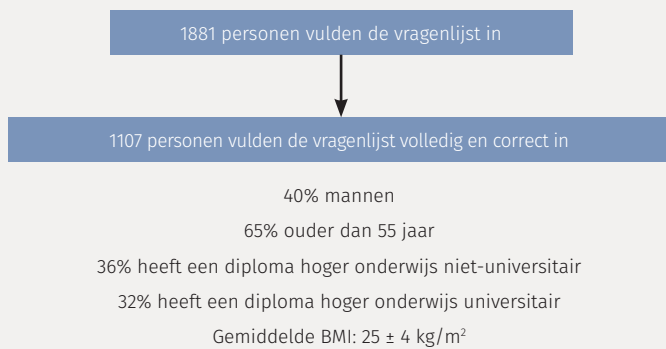 1881 personen vulden de vragenlijst in
1107 personen vulden de vragenlijst volledig en correct in
40% mannen
65% ouder dan 55 jaar
36% heeft een diploma hoger onderwijs niet-universitair
32% heeft een diploma hoger onderwijs universitair
Gemiddelde BMI: 25 ± 4 kg/m²